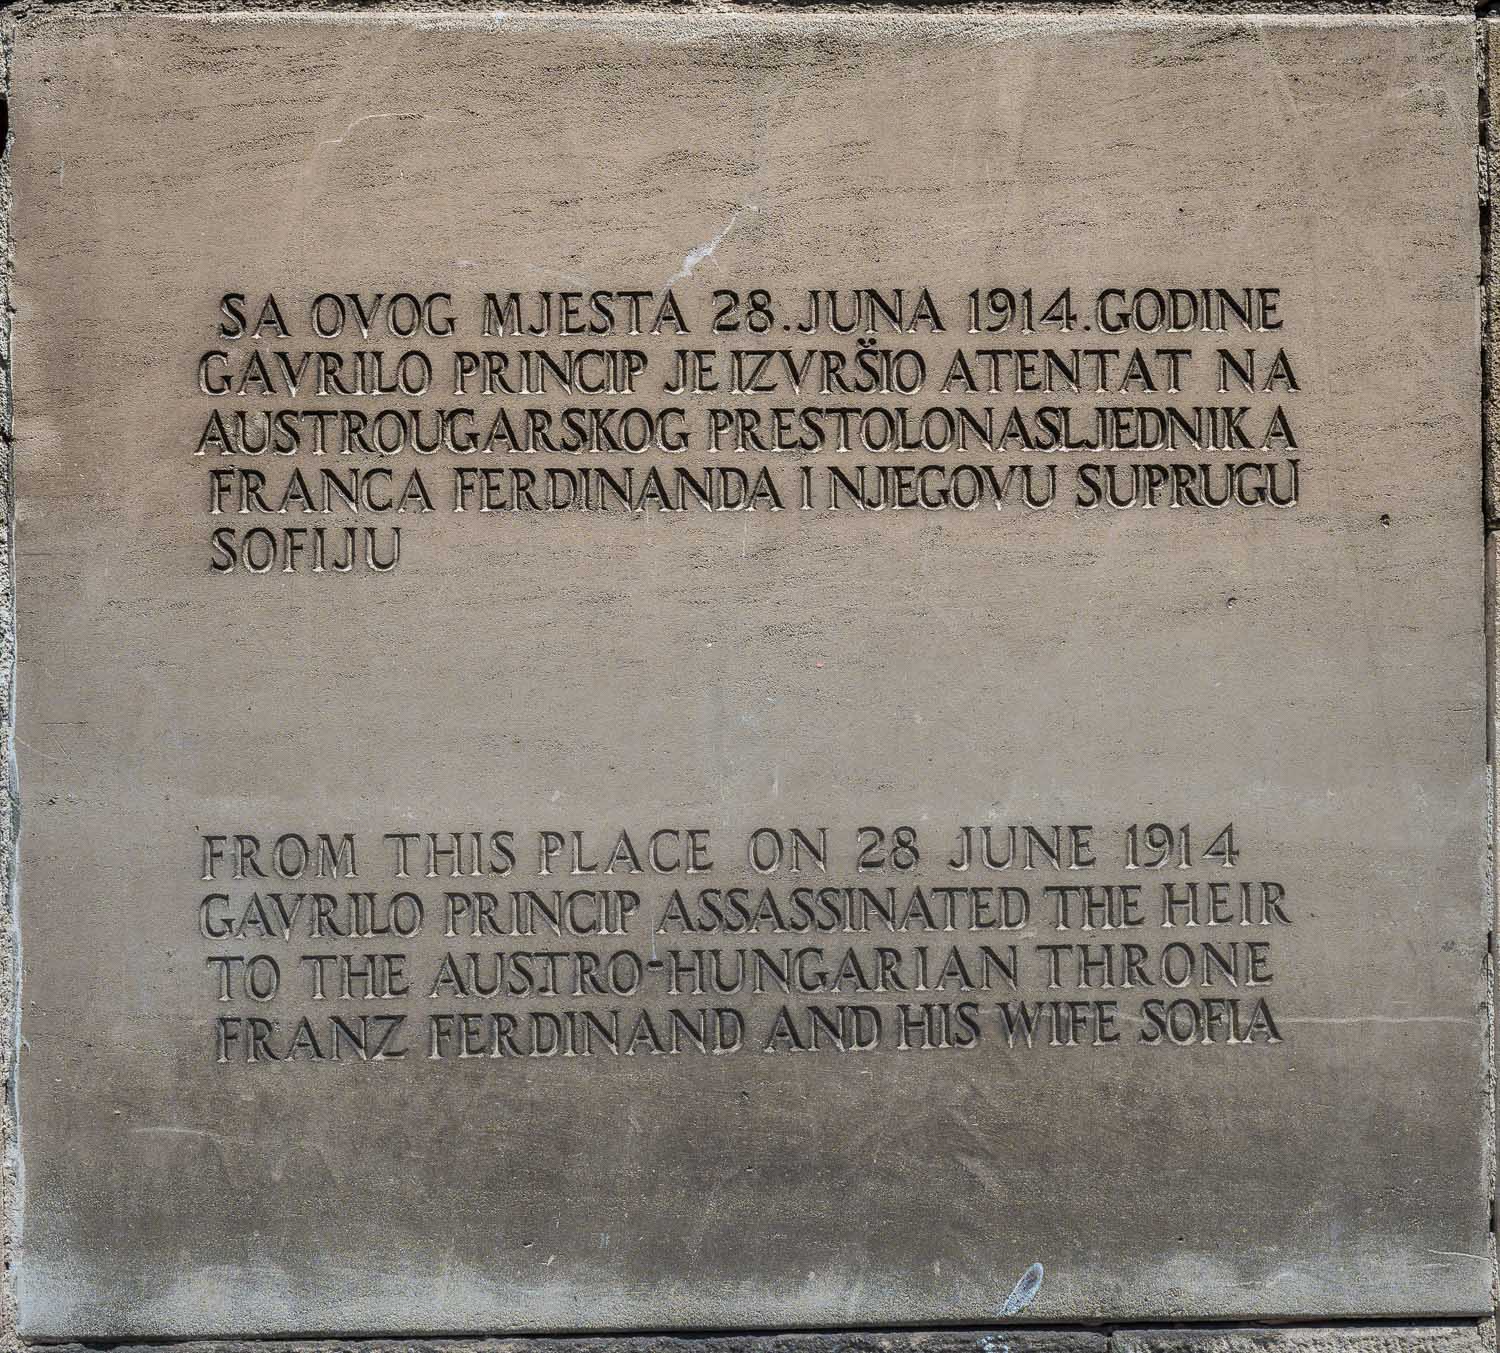 SA OVOG MJESTA 28. JUNA 1914. GODINE
GAVRILO PRINCIP JE IZVRŠIO ATENTAT NA
AUSTROUGARSKOG PRESTOLONASLJEDNIKA
FRANCA FERDINANDA I NJEGOVU SUPRUGU
SOFIJU
FROM THIS PLACE ON 28 JUNE 1914
GAVRILO PRINCIP ASSASSINATED THE HEIR
TO THE AUSTRO-HUNGARIAN THRONE
FRANZ FERDINAND AND HIS WIFE SOFIA